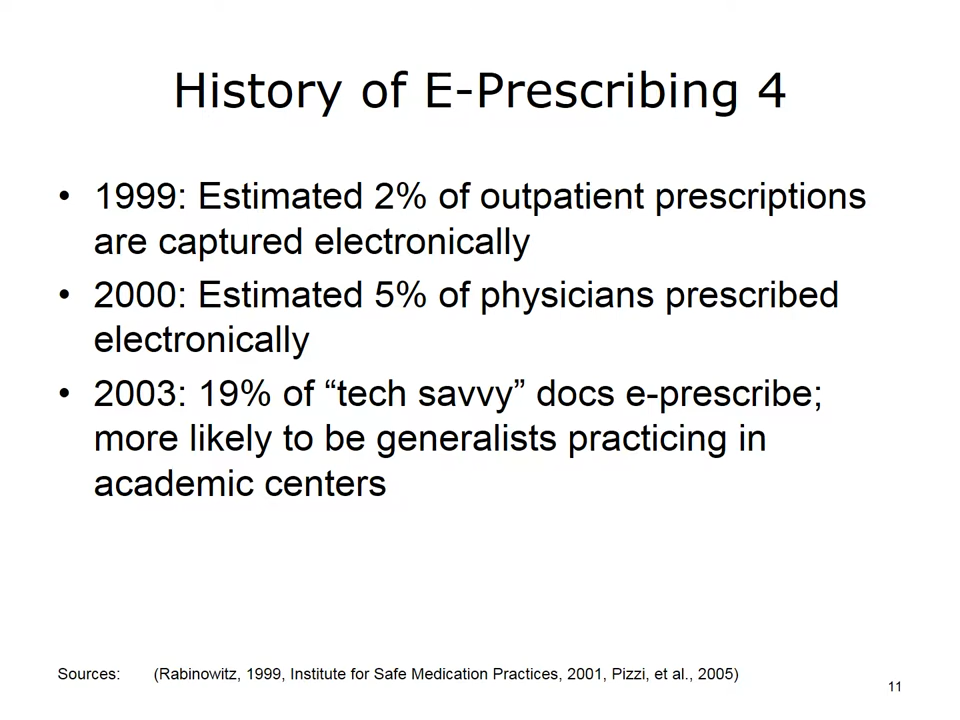 History of E-Prescribing 4
• 1999: Estimated 2% of outpatient prescriptions
are captured electronically
• 2000: Estimated 5% of physicians prescribed
electronically
• 2003: 19% of “tech savvy” docs e-prescribe;
more likely to be generalists practicing in
academic centers
Sources: (Rabinowitz, 1999, Institute for Safe Medication Practices, 2001, Pizzi, et al., 2005)
11